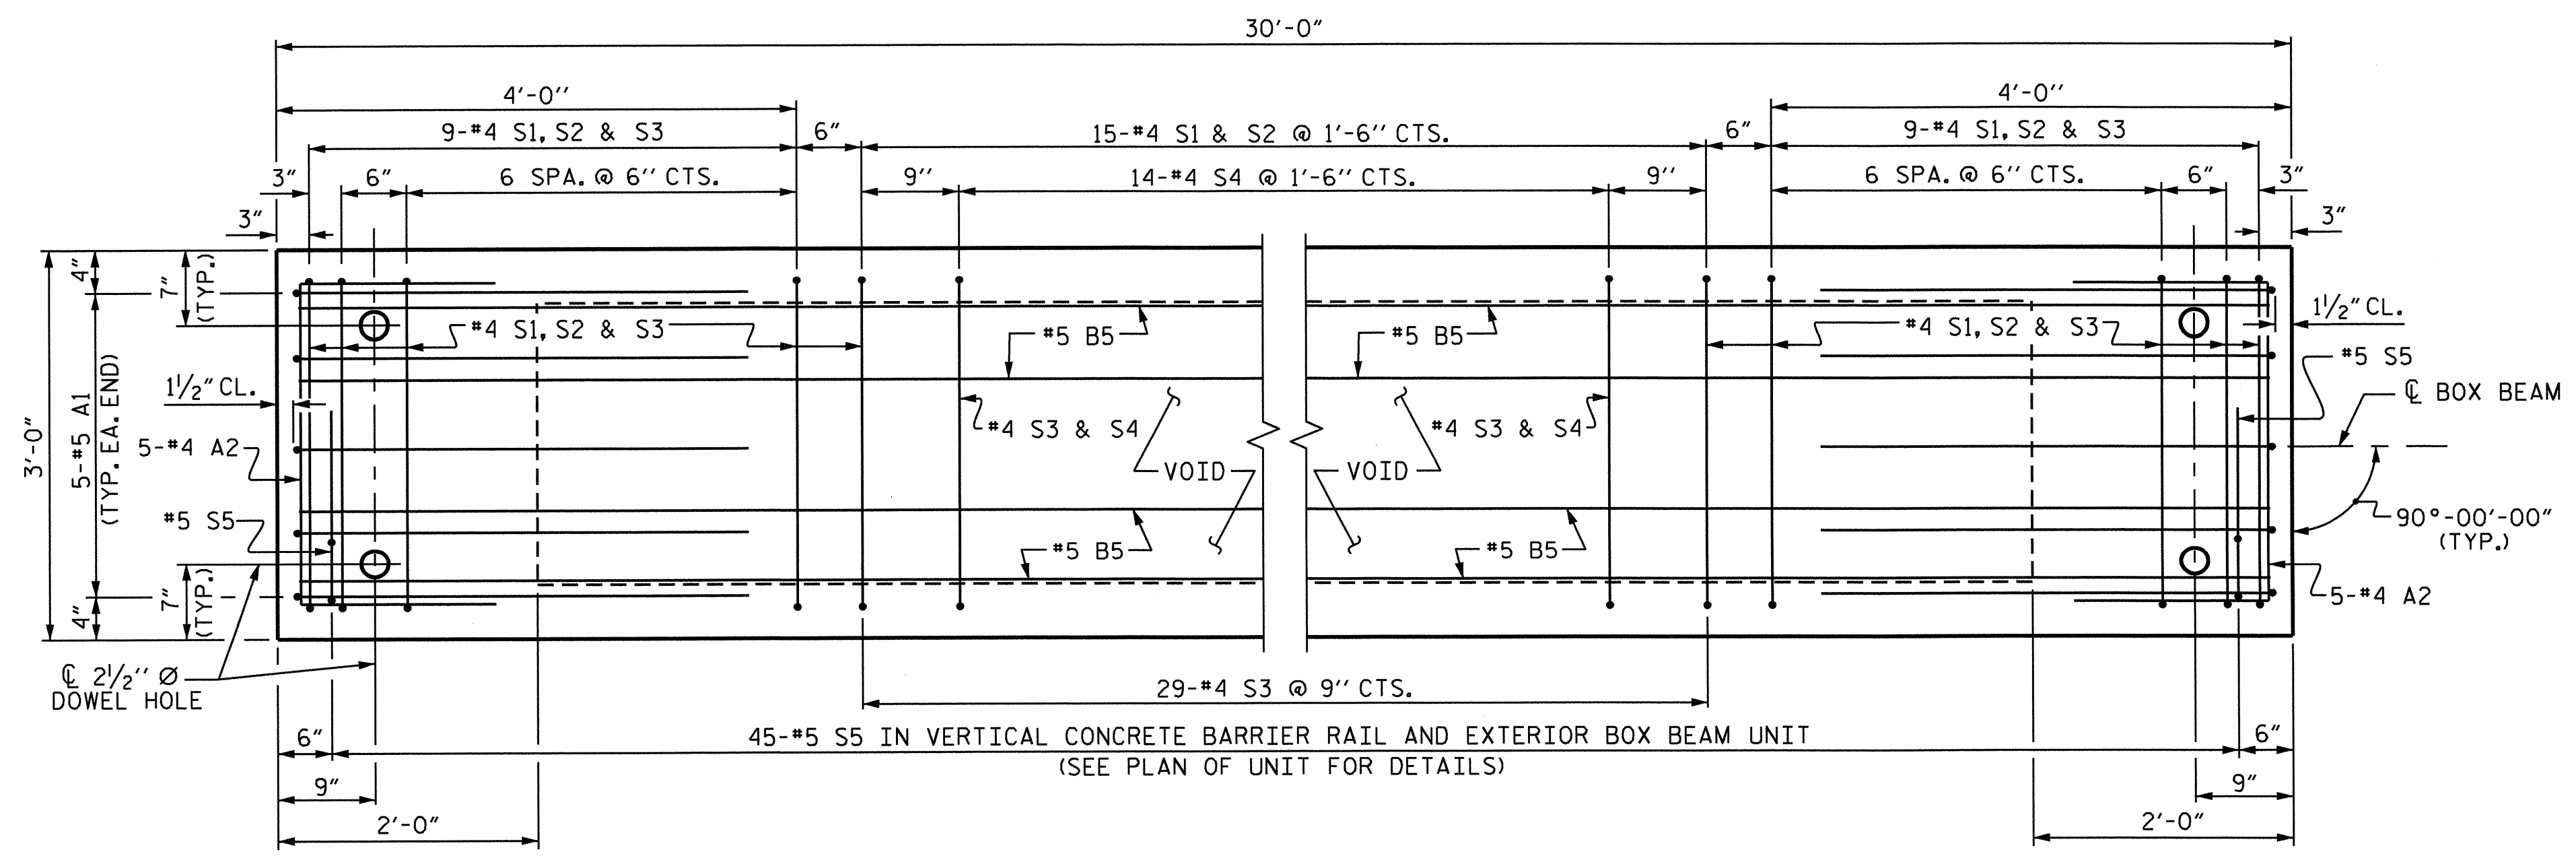 30'-0"
4'-0"
4'-0"
9-#4 S1, S2 & S3
6"
15-#4 S1 & S2 @ 1'-6" CTS.
6"
9-#4 S1, S2 & S3
3"
6"
6 SPA. @ 6" CTS.
9"
14-#4 S4 @ 1'-6" CTS.
9"
6 SPA. @ 6" CTS.
6"
3"
3"
3"
4"
7"
(TYP.)
#4 S1, S2 & S3
#5 B5
#5 B5
#4 S1, S2 & S3
1½" CL.
#5 S5
℄ BOX BEAM
3'-0"
5-#5 A1
(TYP. EA. END)
1½" CL.
5-#4 A2
#4 S3 & S4
#4 S3 & S4
VOID
VOID
#5 S5
#5 B5
#5 B5
90°-00'-00"
(TYP.)
5-#4 A2
4"
7"
(TYP.)
℄ 2½" Ø
DOWEL HOLE
29-#4 S3 @ 9" CTS.
6"
45-#5 S5 IN VERTICAL CONCRETE BARRIER RAIL AND EXTERIOR BOX BEAM UNIT
6"
(SEE PLAN OF UNIT FOR DETAILS)
9"
9"
2'-0"
2'-0"